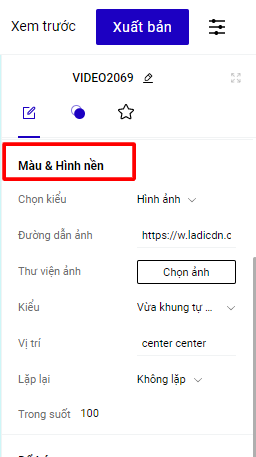 Xem trước Xuất bản
VIDEO2069
Màu & Hình nền
Chọn kiểu Hình ảnh
Đường dẫn ảnh https://w.ladicdn.c
Thư viện ảnh Chọn ảnh
Kiểu Vừa khung tự ...
Vị trí center center
Lặp lại Không lặp
Trong suốt 100